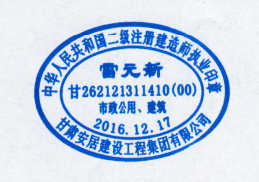 中华人民共和国二级注册建造师执业印章
雷元新
甘262121311410(00)
市政公用、建筑
2016.12.17
甘肃安居建设工程集团有限公司